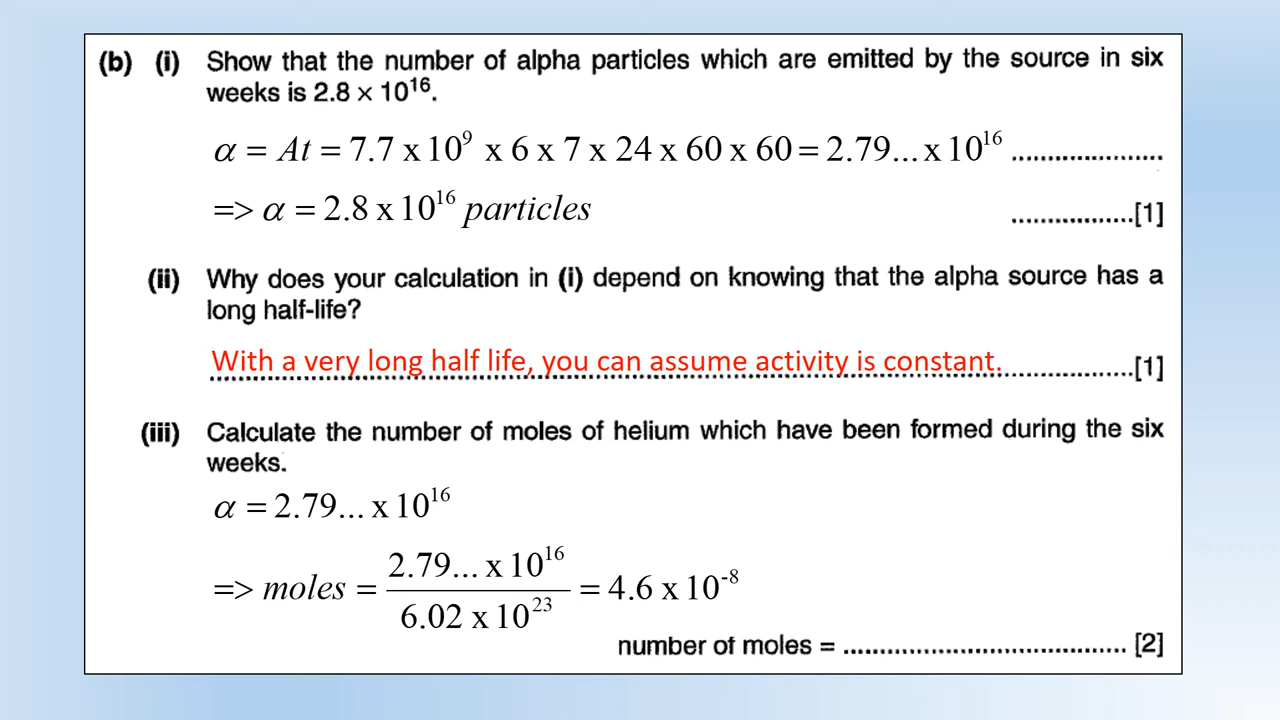 (b) (i) Show that the number of alpha particles which are emitted by the source in six
weeks is 2.8 × 10¹⁶.
α = At = 7.7 x 10⁹ x 6 x 7 x 24 x 60 x 60 = 2.79... x 10¹⁶ .....................
=> α = 2.8 x 10¹⁶ particles .................[1]
(ii) Why does your calculation in (i) depend on knowing that the alpha source has a
long half-life?
With a very long half life, you can assume activity is constant. ..................[1]
(iii) Calculate the number of moles of helium which have been formed during the six
weeks.
α = 2.79... x 10¹⁶
=> moles = 2.79... x 10¹⁶ / 6.02 x 10²³ = 4.6 x 10⁻⁸
number of moles = ....................................... [2]